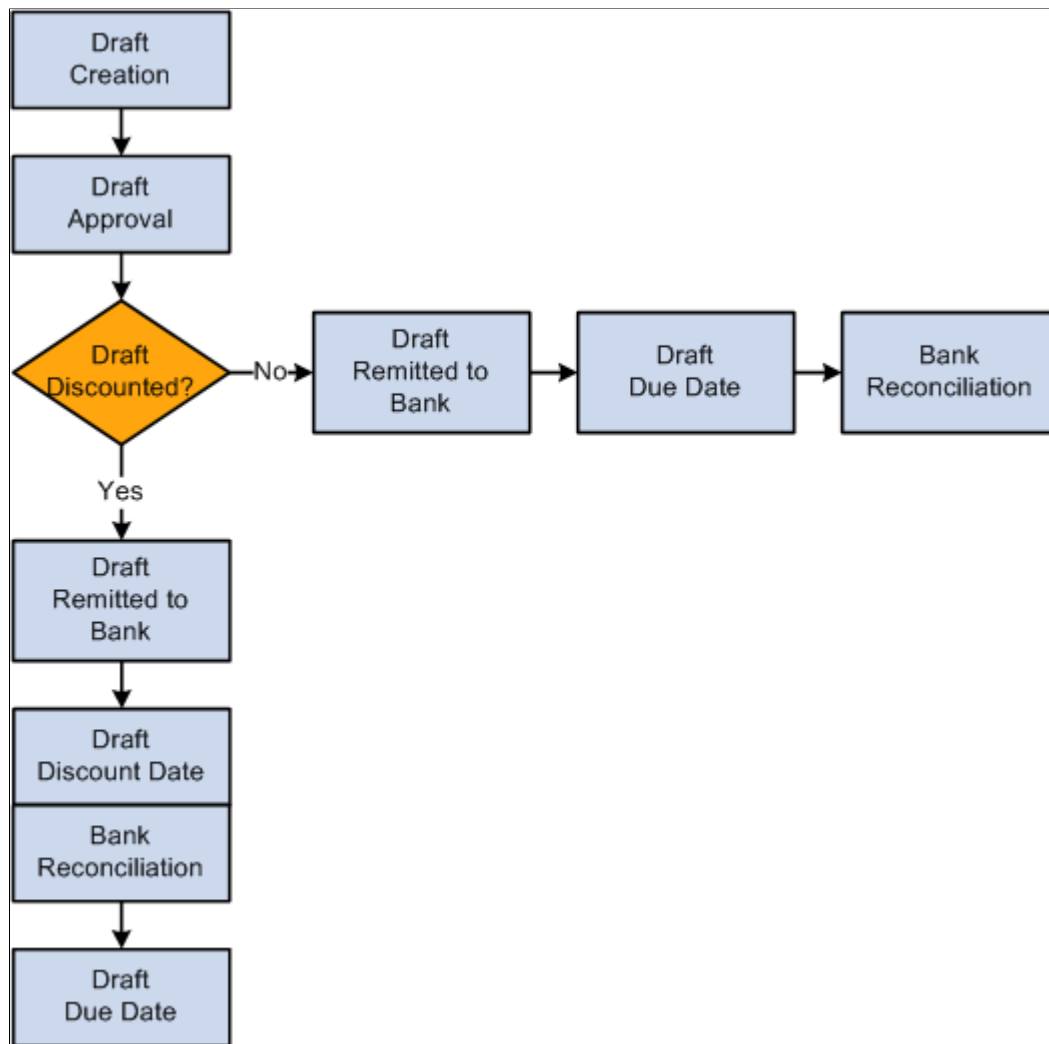 Draft
Creation
Draft
Approval
Draft
Discounted?
No
Draft
Remitted to
Bank
Draft
Due Date
Bank
Reconciliation
Yes
Draft
Remitted to
Bank
Draft
Discount Date
Bank
Reconciliation
Draft
Due Date